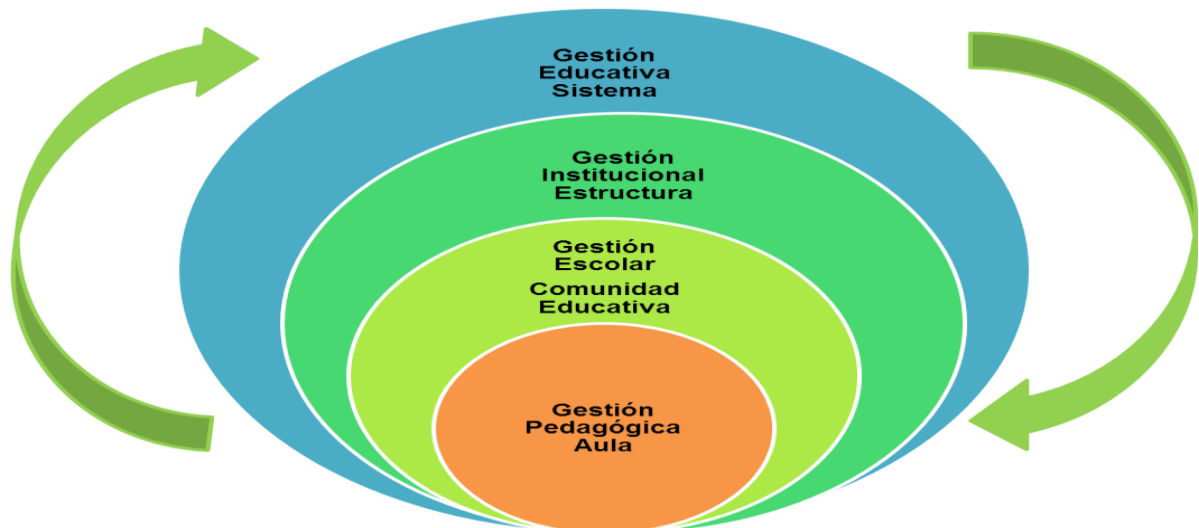 Gestión
Educativa
Sistema
Gestión
Institucional
Estructura
Gestión
Escolar
Comunidad
Educativa
Gestión
Pedagógica
Aula